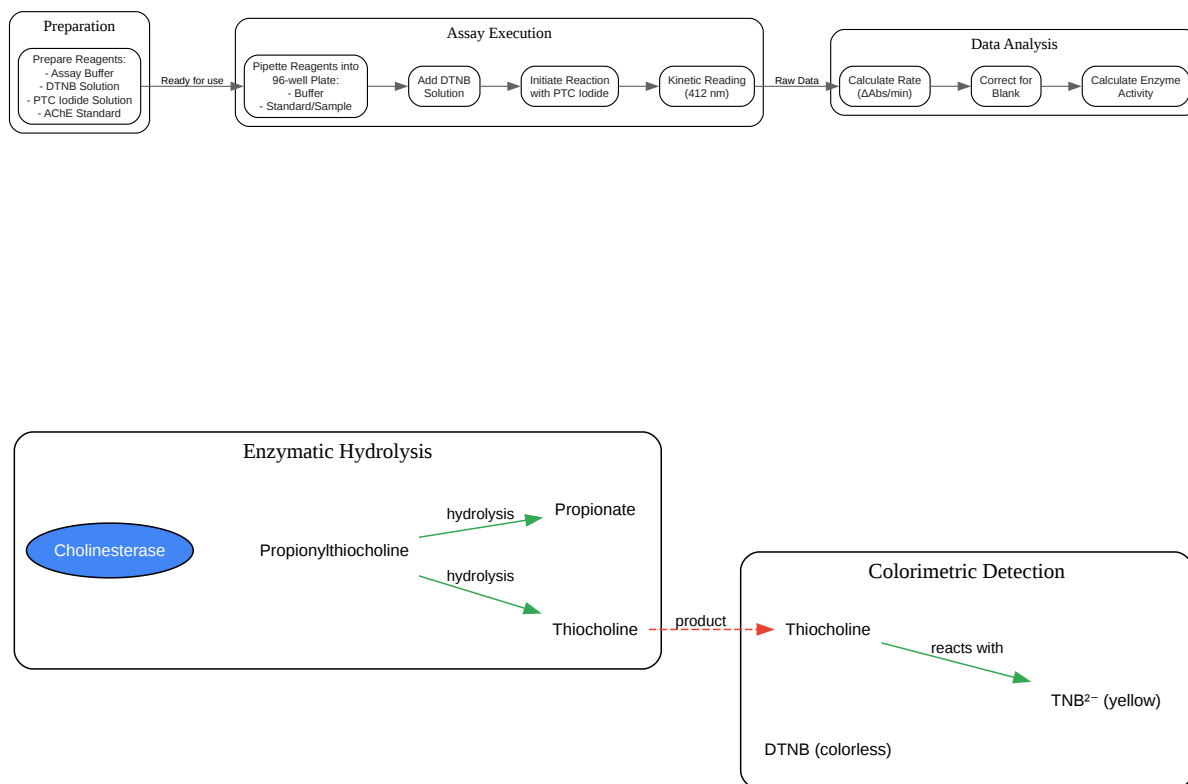 Preparation
Prepare Reagents:
- Assay Buffer
- DTNB Solution
- PTC Iodide Solution
- AChE Standard
Ready for use
Assay Execution
Pipette Reagents into
96-well Plate:
- Buffer
- Standard/Sample
Add DTNB
Solution
Initiate Reaction
with PTC Iodide
Kinetic Reading
(412 nm)
Raw Data
Data Analysis
Calculate Rate
(ΔAbs/min)
Correct for
Blank
Calculate Enzyme
Activity
Enzymatic Hydrolysis
Cholinesterase
Propionylthiocholine
hydrolysis
Propionate
hydrolysis
Thiocholine
product
Colorimetric Detection
Thiocholine
reacts with
TNB²⁻ (yellow)
DTNB (colorless)